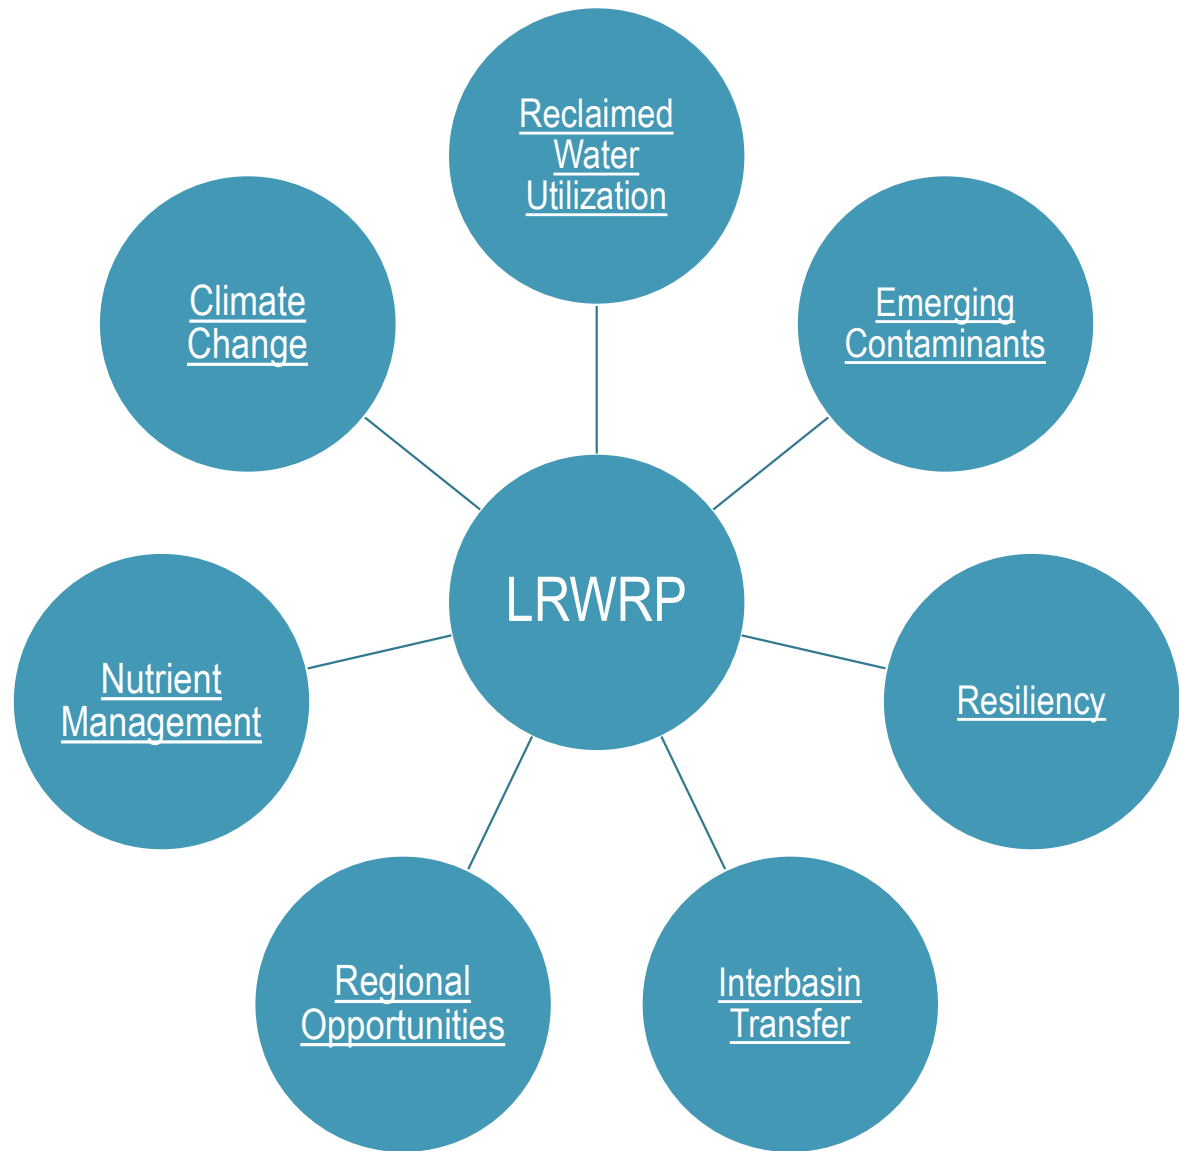 Reclaimed
Water
Utilization
Climate
Change
Emerging
Contaminants
LRWRP
Nutrient
Management
Resiliency
Regional
Opportunities
Interbasin
Transfer